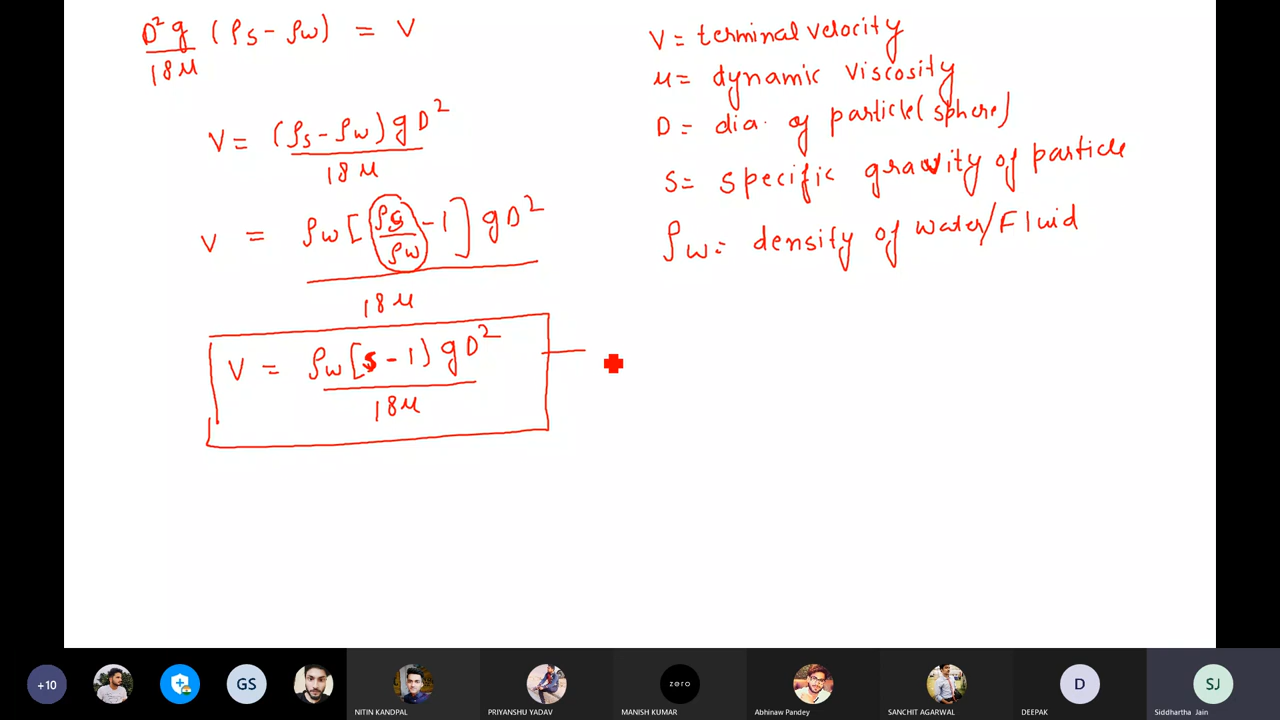 D²g/18μ (ρs - ρw) = V
V = (ρs - ρw) g D²/18μ
V = ρw [ρs/ρw - 1] g D²/18μ
V = ρw [s - 1) g D²/18μ
V = terminal velocity
μ = dynamic viscosity
D = dia. of particle (sphere)
S = specific gravity of particle
ρw = density of water/Fluid
+10
GS
zero
D
SJ
NITIN KANDPAL
PRIYANSHU YADAV
MANISH KUMAR
Abhinaw Pandey
SANCHIT AGARWAL
DEEPAK
Siddhartha Jain